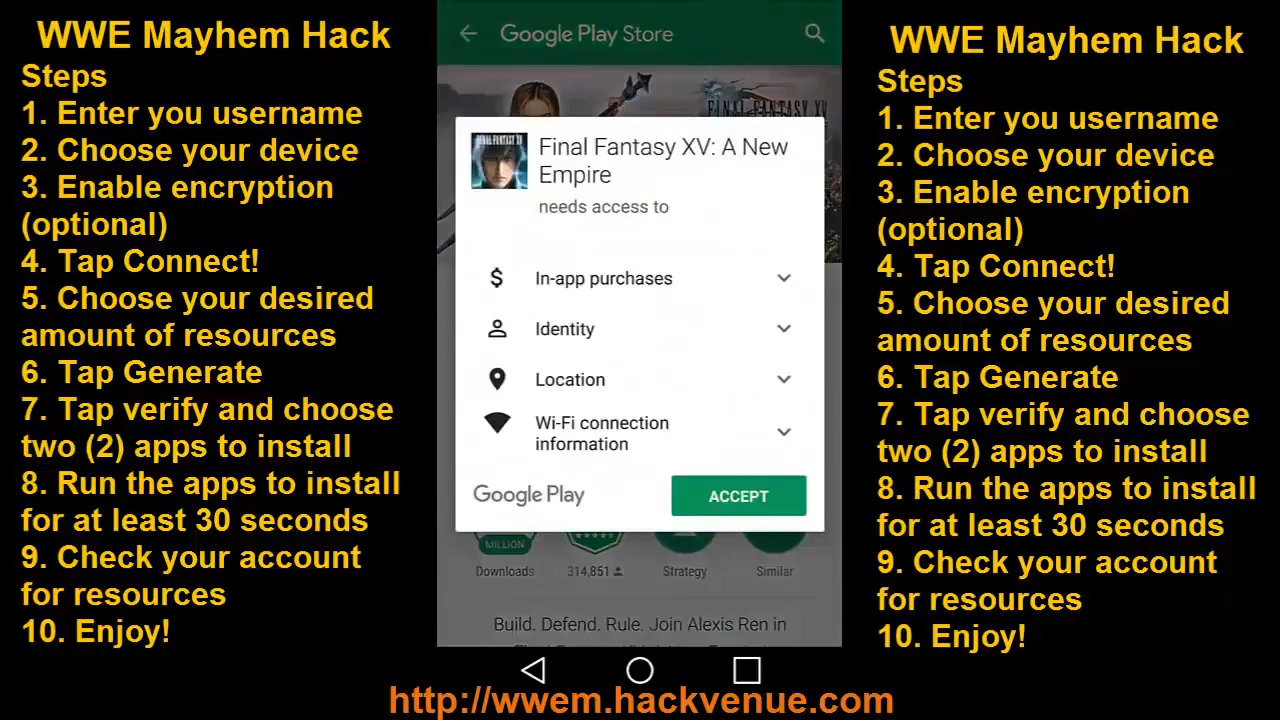 WWE Mayhem Hack
Steps
1. Enter you username
2. Choose your device
3. Enable encryption
(optional)
4. Tap Connect!
5. Choose your desired
amount of resources
6. Tap Generate
7. Tap verify and choose
two (2) apps to install
8. Run the apps to install
for at least 30 seconds
9. Check your account
for resources
10. Enjoy!
Google Play Store
FINAL FANTASY XV
FINAL FANTASY XV
Final Fantasy XV: A New
Empire
needs access to
In-app purchases
Identity
Location
Wi-Fi connection
information
Google Play
ACCEPT
MILLION
Downloads
314,851
Strategy
Similar
Build. Defend. Rule. Join Alexis Ren in
WWE Mayhem Hack
Steps
1. Enter you username
2. Choose your device
3. Enable encryption
(optional)
4. Tap Connect!
5. Choose your desired
amount of resources
6. Tap Generate
7. Tap verify and choose
two (2) apps to install
8. Run the apps to install
for at least 30 seconds
9. Check your account
for resources
10. Enjoy!
http://wwem.hackvenue.com